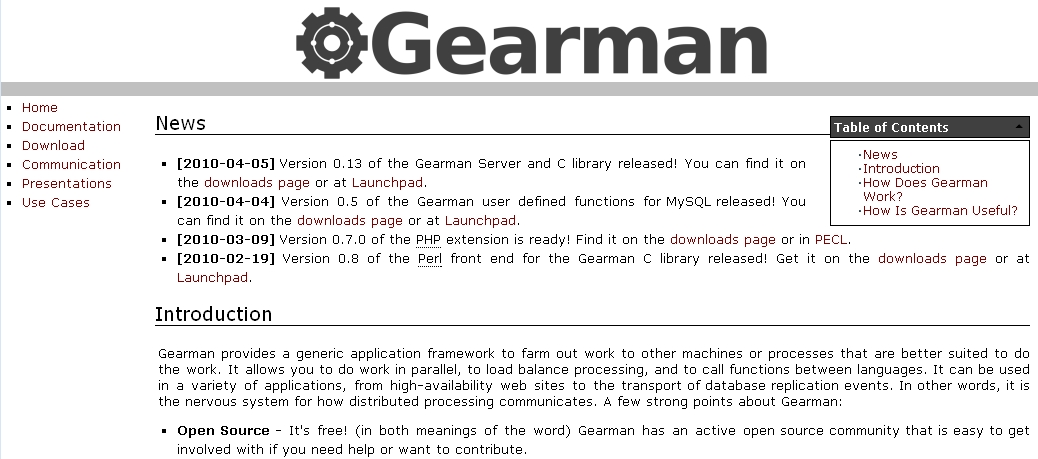 Gearman
Home
Documentation
Download
Communication
Presentations
Use Cases
News
[2010-04-05] Version 0.13 of the Gearman Server and C library released! You can find it on
the downloads page or at Launchpad.
[2010-04-04] Version 0.5 of the Gearman user defined functions for MySQL released! You
can find it on the downloads page or at Launchpad.
[2010-03-09] Version 0.7.0 of the PHP extension is ready! Find it on the downloads page or in PECL.
[2010-02-19] Version 0.8 of the Perl front end for the Gearman C library released! Get it on the downloads page or at
Launchpad.
Table of Contents
News
Introduction
How Does Gearman
Work?
How Is Gearman Useful?
Introduction
Gearman provides a generic application framework to farm out work to other machines or processes that are better suited to do
the work. It allows you to do work in parallel, to load balance processing, and to call functions between languages. It can be used
in a variety of applications, from high-availability web sites to the transport of database replication events. In other words, it is
the nervous system for how distributed processing communicates. A few strong points about Gearman:
Open Source - It's free! (in both meanings of the word) Gearman has an active open source community that is easy to get
involved with if you need help or want to contribute.